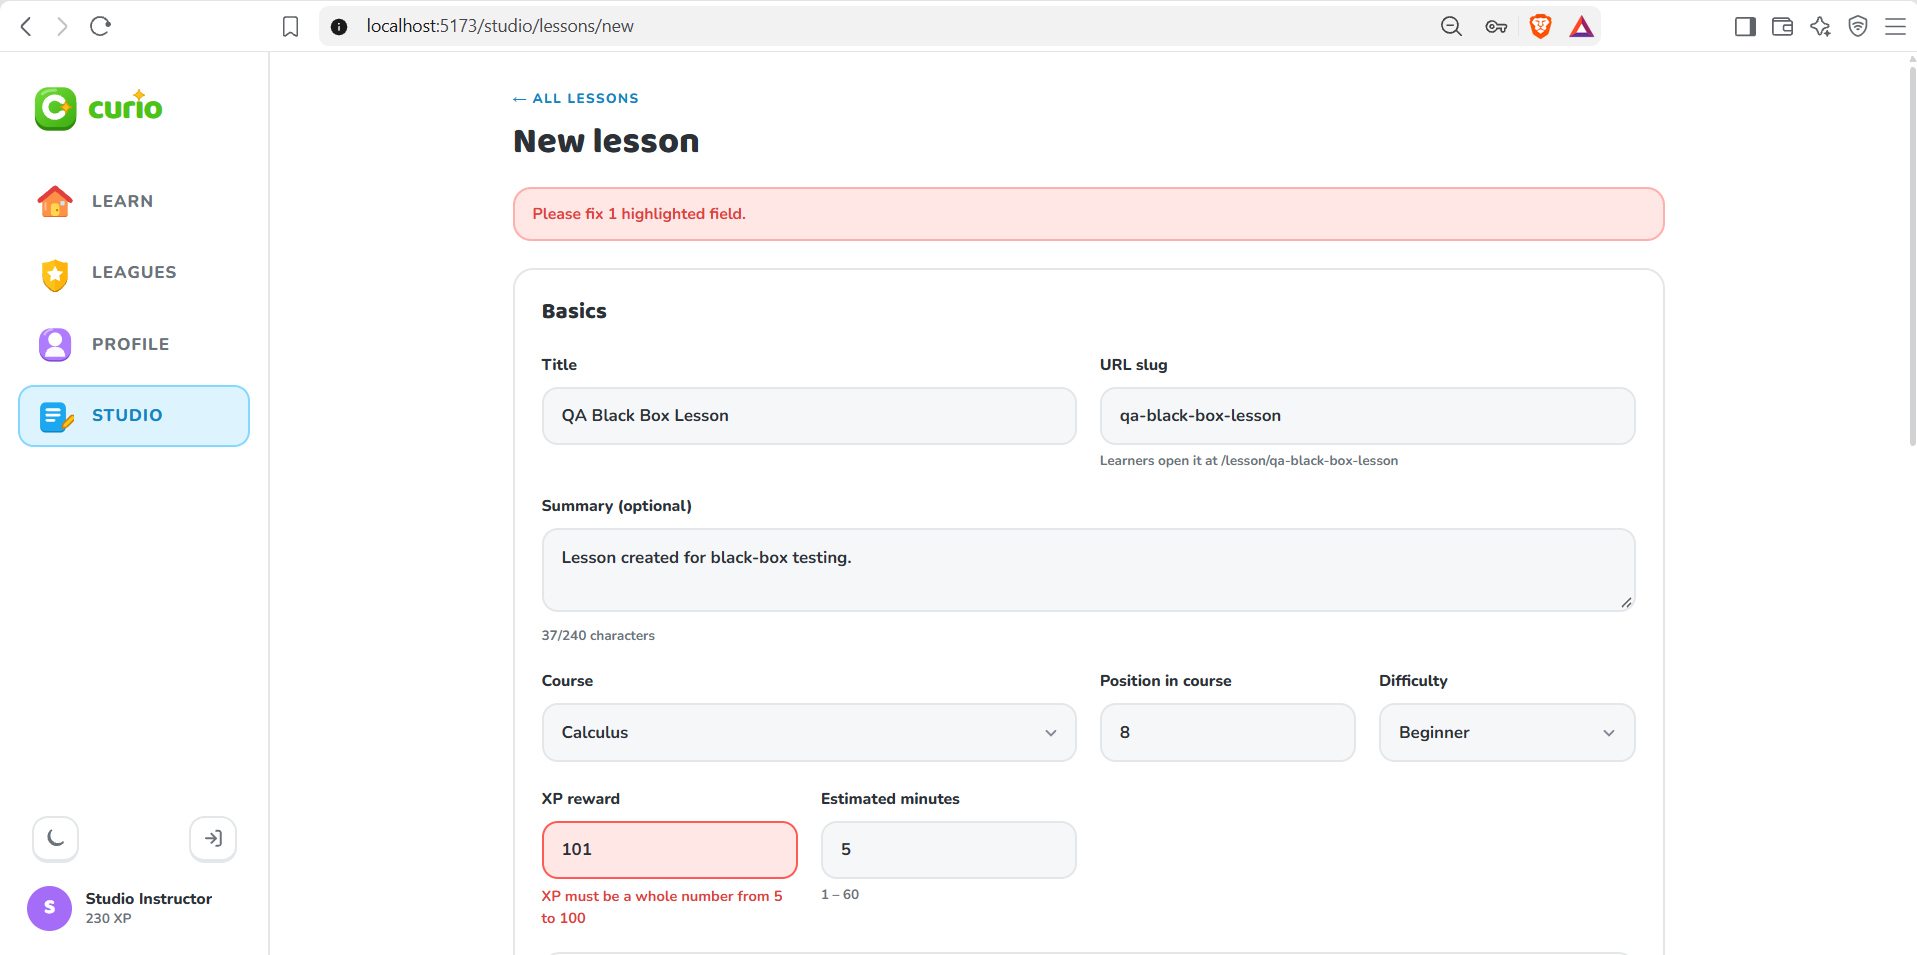 localhost:5173/studio/lessons/new
curio
LEARN
LEAGUES
PROFILE
STUDIO
S
Studio Instructor
230 XP
← ALL LESSONS
New lesson
Please fix 1 highlighted field.
Basics
Title
QA Black Box Lesson
URL slug
qa-black-box-lesson
Learners open it at /lesson/qa-black-box-lesson
Summary (optional)
Lesson created for black-box testing.
37/240 characters
Course
Calculus
Position in course
8
Difficulty
Beginner
XP reward
101
XP must be a whole number from 5
to 100
Estimated minutes
5
1 – 60